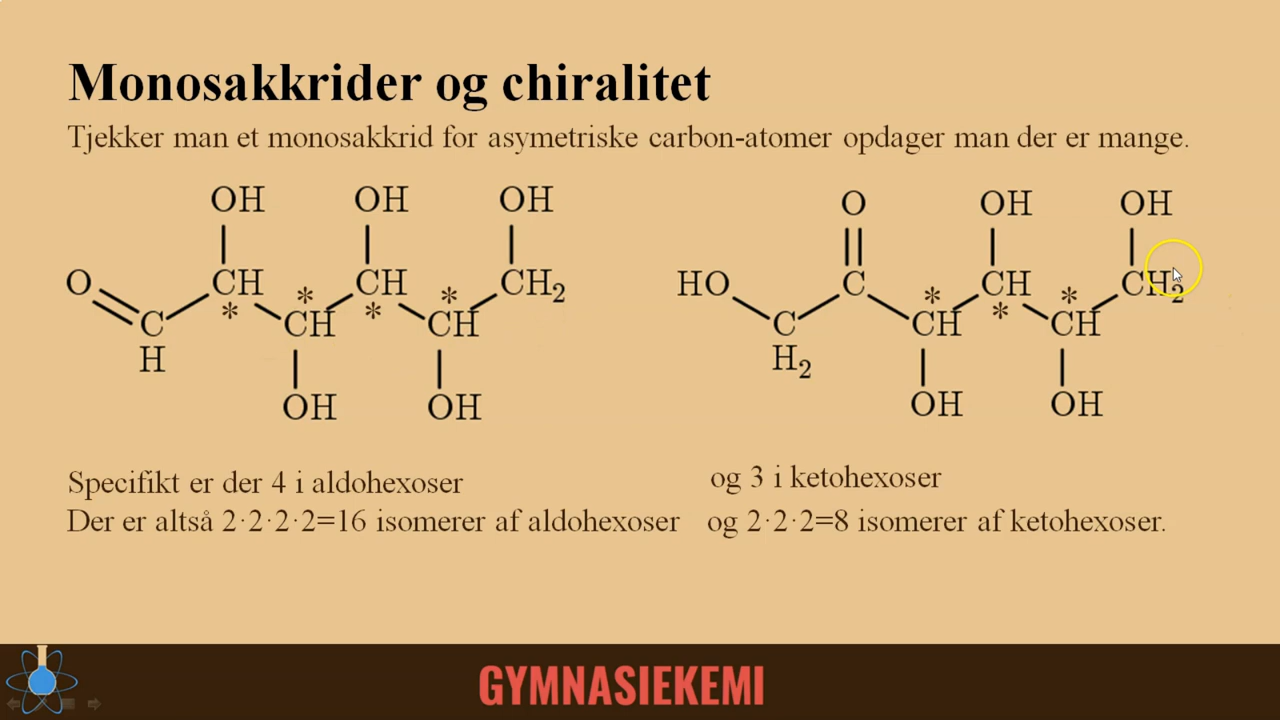 Monosakkrider og chiralitet
Tjekker man et monosakkrid for asymetriske carbon-atomer opdager man der er mange.
OH OH OH O OH OH
O CH CH CH₂ HO C CH CH₂
* * * * * * *
C CH CH C CH CH
H H₂
OH OH OH OH
Specifikt er der 4 i aldohexoser og 3 i ketohexoser
Der er altså 2·2·2·2=16 isomerer af aldohexoser og 2·2·2=8 isomerer af ketohexoser.
GYMNASIEKEMI